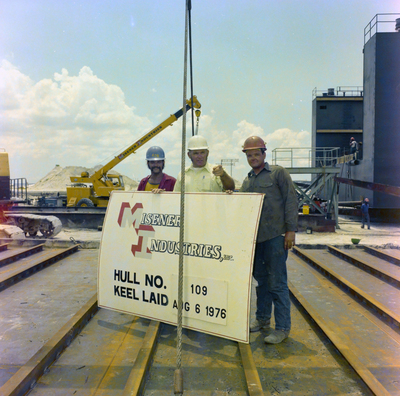 MISENER
INDUSTRIES, INC.
HULL NO. 109
KEEL LAID AUG 6 1976